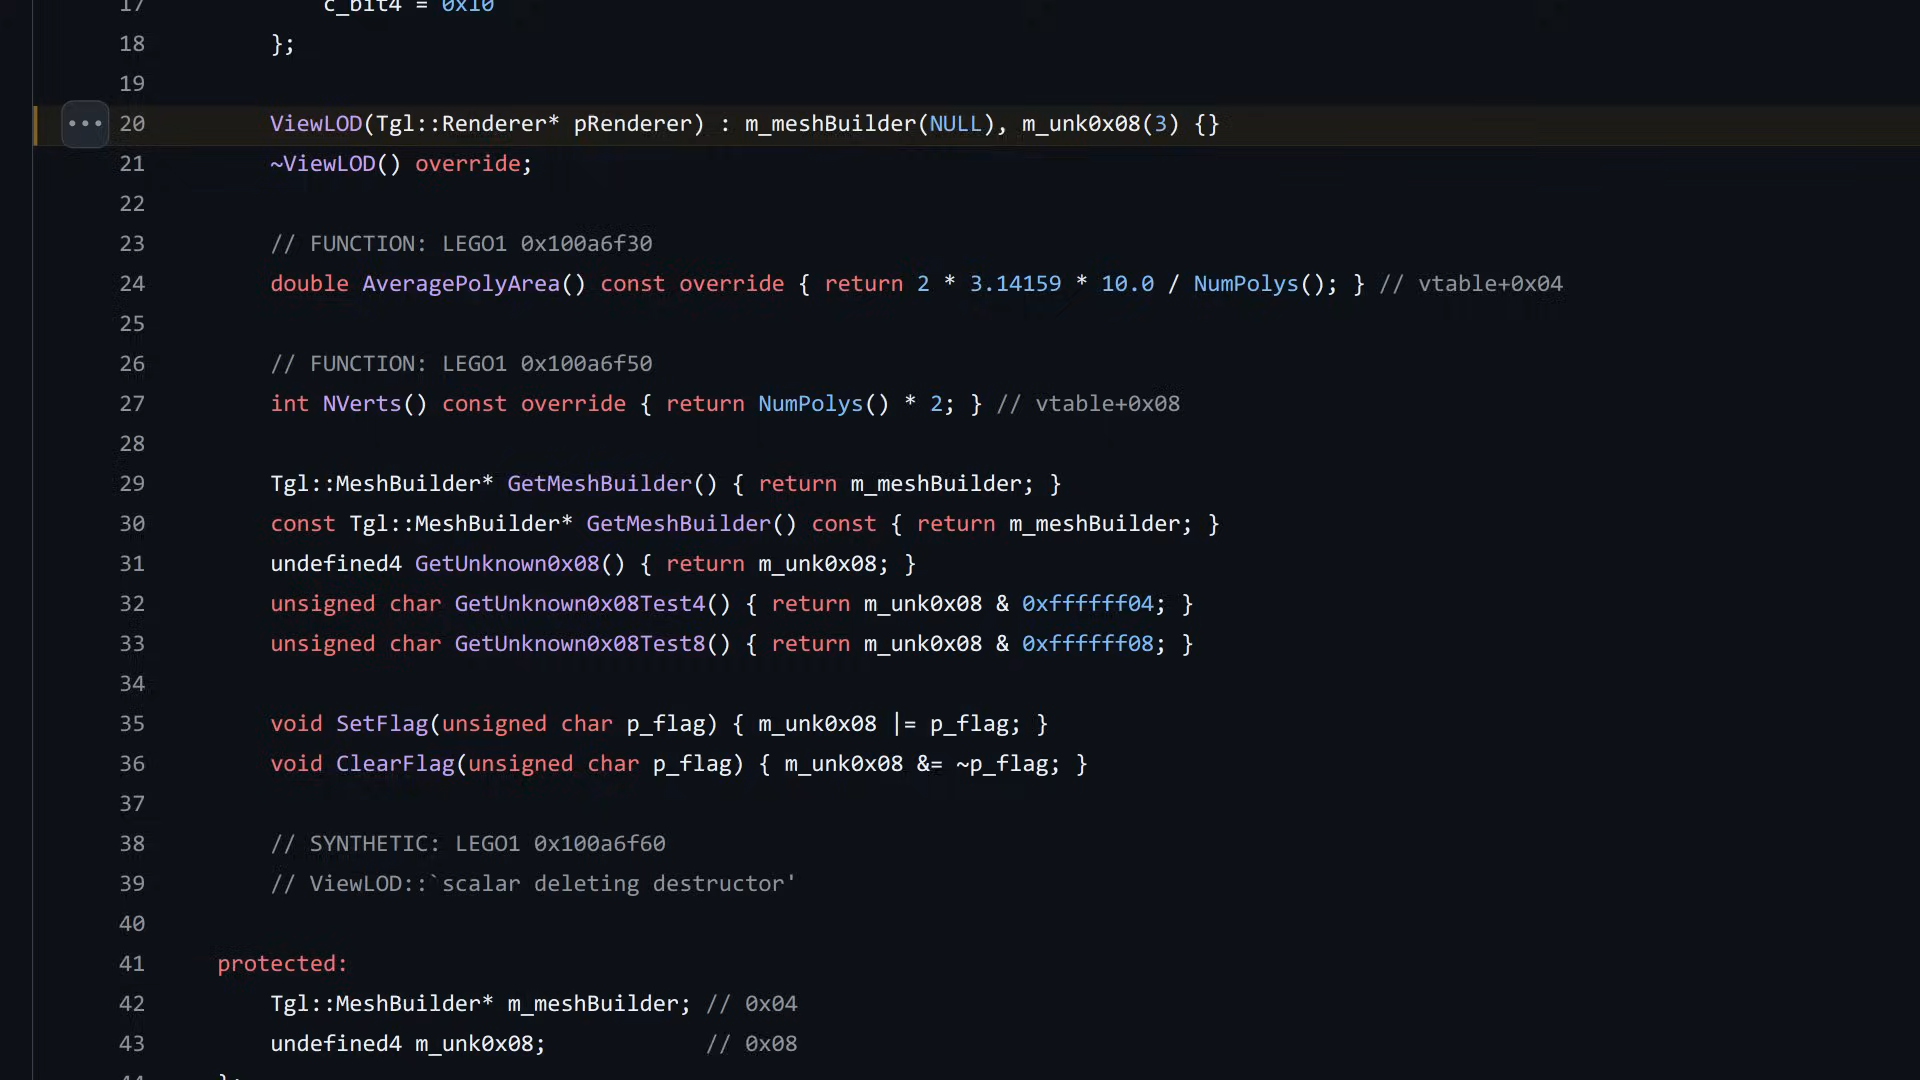 17 c_bit4 = 0x10
18 };
19
20 ViewLOD(Tgl::Renderer* pRenderer) : m_meshBuilder(NULL), m_unk0x08(3) {}
21 ~ViewLOD() override;
22
23 // FUNCTION: LEGO1 0x100a6f30
24 double AveragePolyArea() const override { return 2 * 3.14159 * 10.0 / NumPolys(); } // vtable+0x04
25
26 // FUNCTION: LEGO1 0x100a6f50
27 int NVerts() const override { return NumPolys() * 2; } // vtable+0x08
28
29 Tgl::MeshBuilder* GetMeshBuilder() { return m_meshBuilder; }
30 const Tgl::MeshBuilder* GetMeshBuilder() const { return m_meshBuilder; }
31 undefined4 GetUnknown0x08() { return m_unk0x08; }
32 unsigned char GetUnknown0x08Test4() { return m_unk0x08 & 0xffffff04; }
33 unsigned char GetUnknown0x08Test8() { return m_unk0x08 & 0xffffff08; }
34
35 void SetFlag(unsigned char p_flag) { m_unk0x08 |= p_flag; }
36 void ClearFlag(unsigned char p_flag) { m_unk0x08 &= ~p_flag; }
37
38 // SYNTHETIC: LEGO1 0x100a6f60
39 // ViewLOD::`scalar deleting destructor'
40
41 protected:
42 Tgl::MeshBuilder* m_meshBuilder; // 0x04
43 undefined4 m_unk0x08; // 0x08